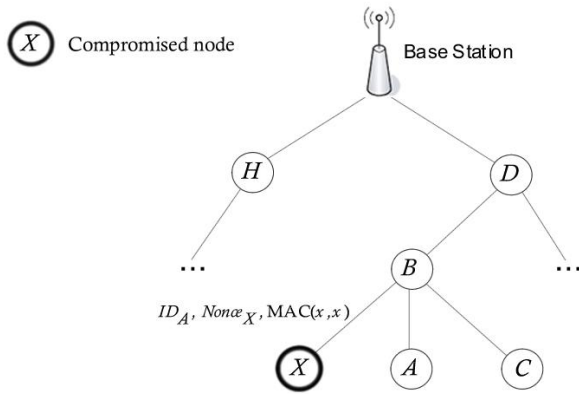 X Compromised node
Base Station
H
D
...
B
...
ID_A, Nonce_X, MAC(x,x)
X
A
C